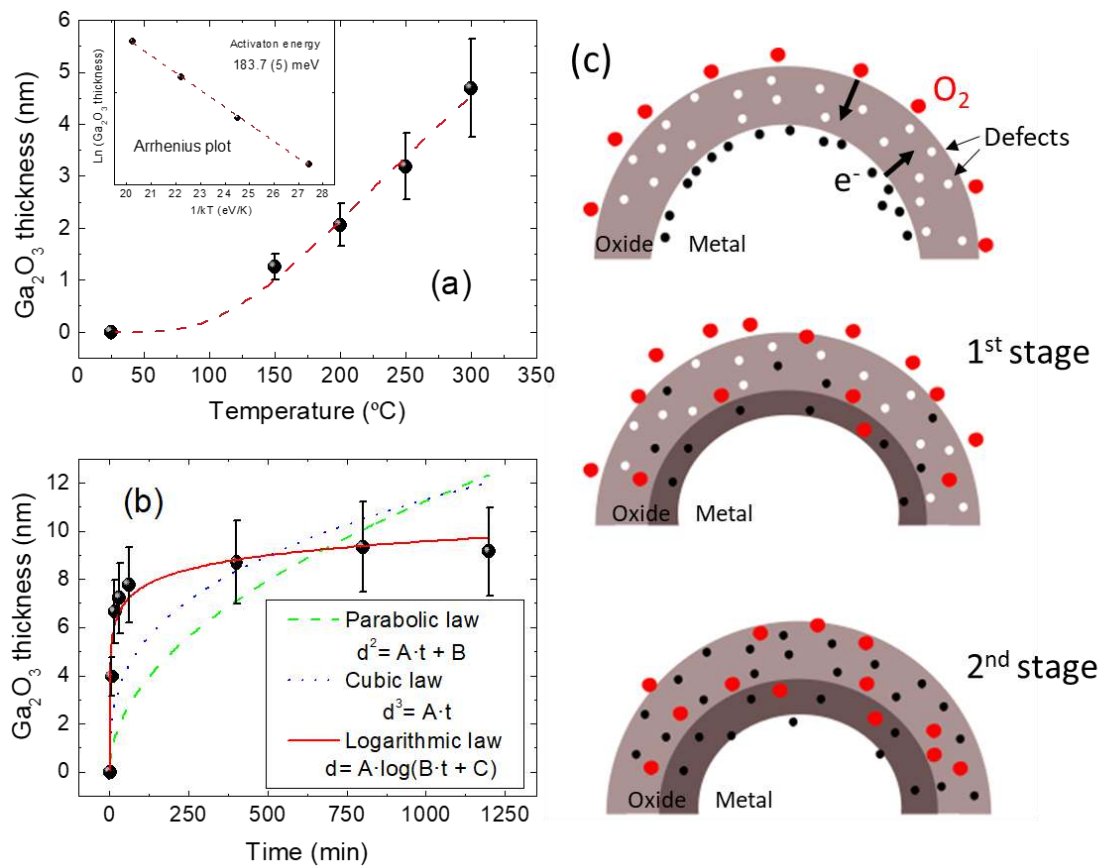 6
5
4
3
2
1
0
Ga₂O₃ thickness (nm)
Ln (Ga₂O₃ thickness)
Activaton energy
183.7 (5) meV
Arrhenius plot
20 21 22 23 24 25 26 27 28
1/kT (eV/K)
(a)
0 50 100 150 200 250 300 350
Temperature (ºC)
12
10
8
6
4
2
0
Ga₂O₃ thickness (nm)
(b)
Parabolic law
d²= A·t + B
Cubic law
d³= A·t
Logarithmic law
d= A·log(B·t + C)
0 250 500 750 1000 1250
Time (min)
(c)
O₂
Defects
e⁻
Oxide Metal
1st stage
Oxide Metal
2nd stage
Oxide Metal